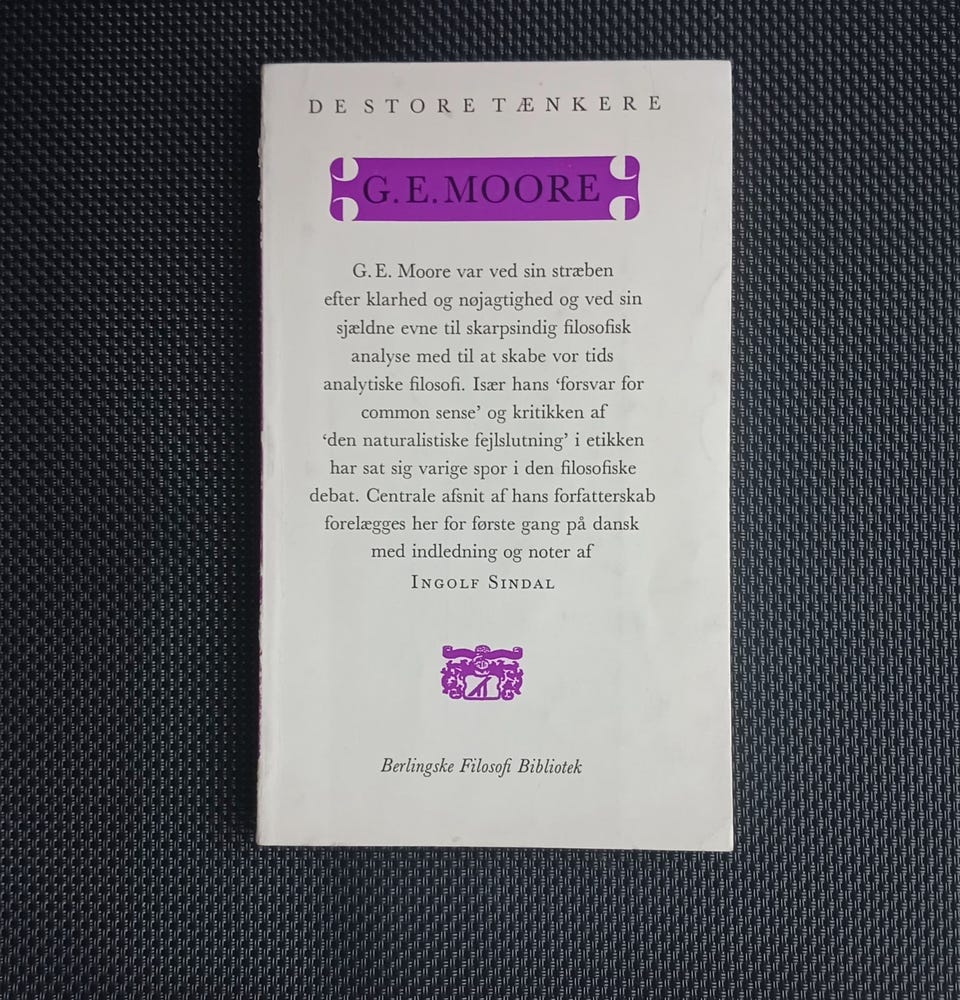 DE STORE TÆNKERE
G. E. MOORE
G. E. Moore var ved sin stræben
efter klarhed og nøjagtighed og ved sin
sjældne evne til skarpsindig filosofisk
analyse med til at skabe vor tids
analytiske filosofi. Især hans ‘forsvar for
common sense’ og kritikken af
‘den naturalistiske fejlslutning’ i etikken
har sat sig varige spor i den filosofiske
debat. Centrale afsnit af hans forfatterskab
forelægges her for første gang på dansk
med indledning og noter af
INGOLF SINDAL
Berlingske Filosofi Bibliotek